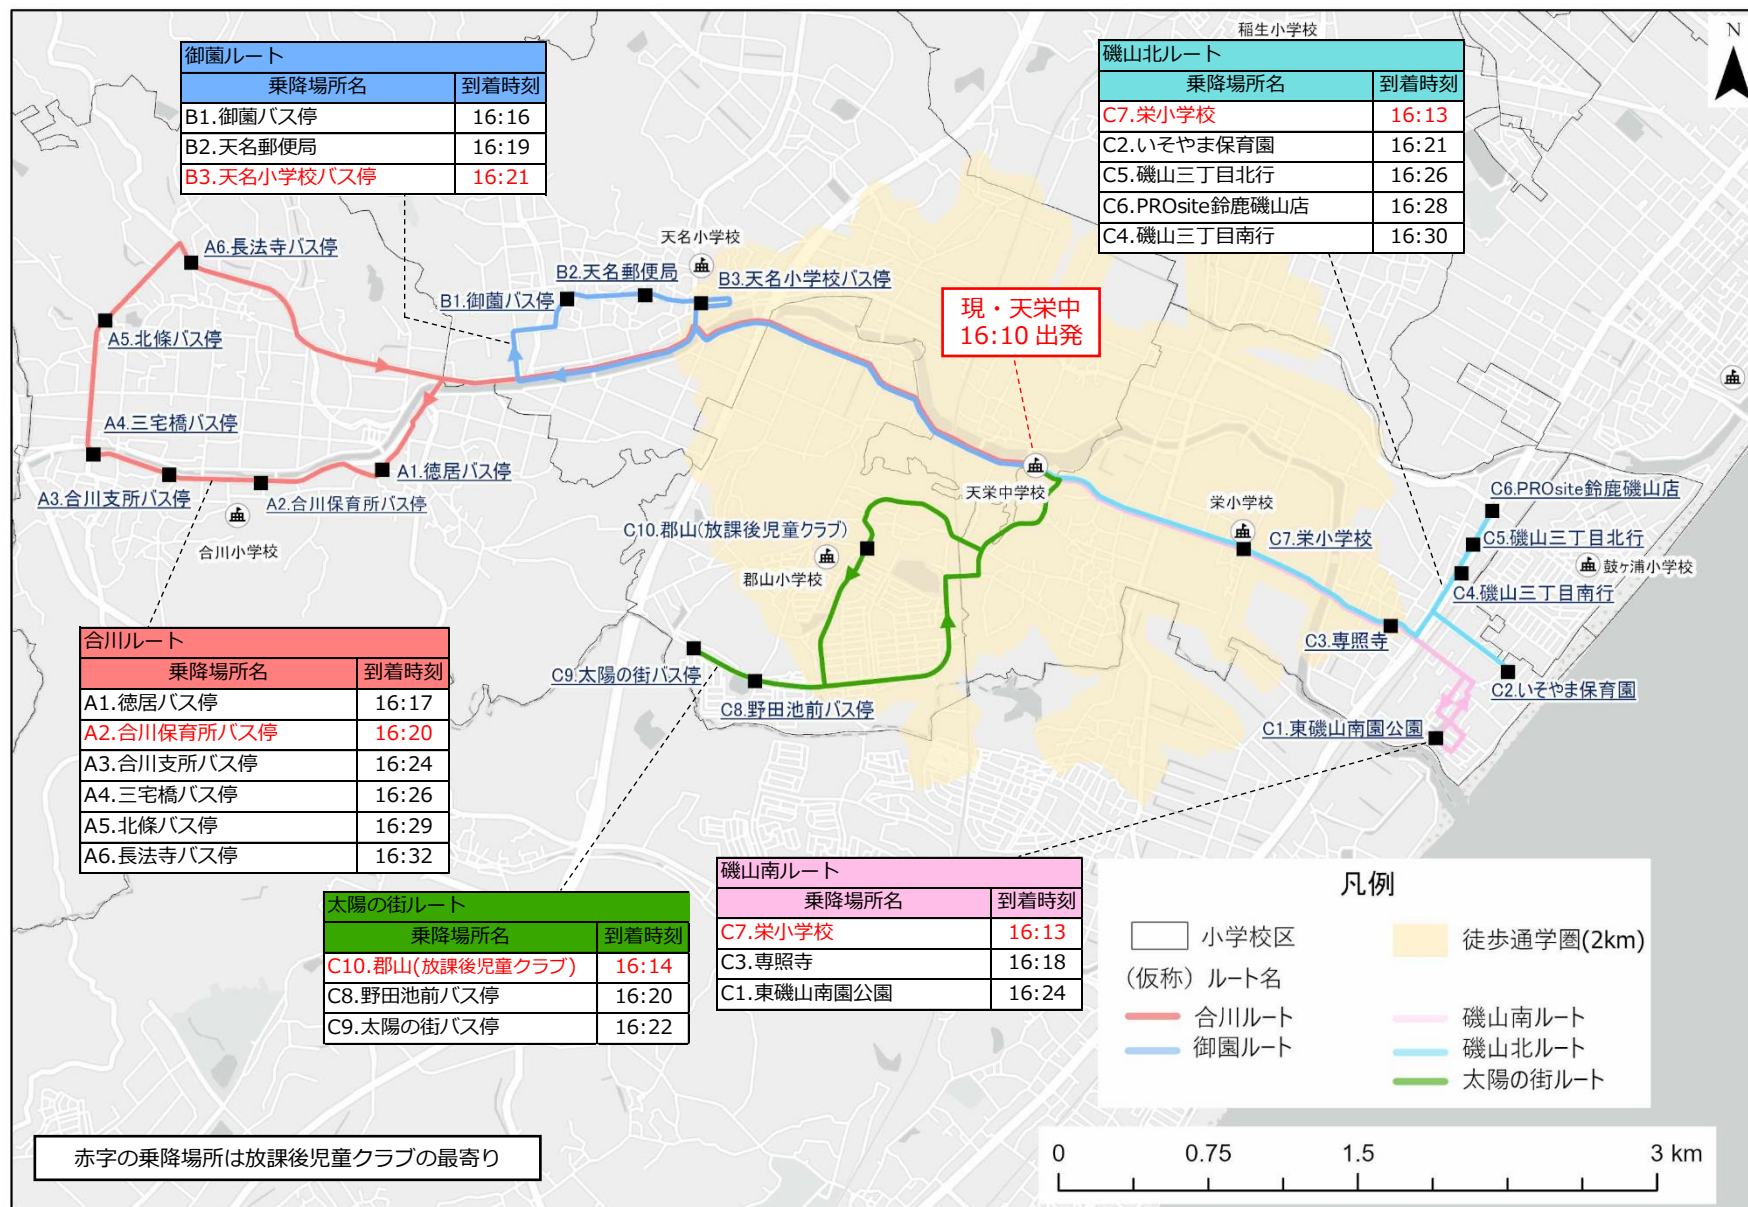 稲生小学校
N
御薗ルート
乗降場所名 到着時刻
B1.御薗バス停 16:16
B2.天名郵便局 16:19
B3.天名小学校バス停 16:21
磯山北ルート
乗降場所名 到着時刻
C7.栄小学校 16:13
C2.いそやま保育園 16:21
C5.磯山三丁目北行 16:26
C6.PROsite鈴鹿磯山店 16:28
C4.磯山三丁目南行 16:30
天名小学校
A6.長法寺バス停
B2.天名郵便局
B3.天名小学校バス停
B1.御薗バス停
A5.北條バス停
現・天栄中
16:10 出発
A4.三宅橋バス停
A1.徳居バス停
A3.合川支所バス停
A2.合川保育所バス停
合川小学校
天栄中学校
栄小学校
C6.PROsite鈴鹿磯山店
C10.郡山(放課後児童クラブ)
C7.栄小学校
C5.磯山三丁目北行
郡山小学校
鼓ヶ浦小学校
C4.磯山三丁目南行
C3.専照寺
C9.太陽の街バス停
C2.いそやま保育園
C8.野田池前バス停
C1.東磯山南園公園
合川ルート
乗降場所名 到着時刻
A1.徳居バス停 16:17
A2.合川保育所バス停 16:20
A3.合川支所バス停 16:24
A4.三宅橋バス停 16:26
A5.北條バス停 16:29
A6.長法寺バス停 16:32
太陽の街ルート
乗降場所名 到着時刻
C10.郡山(放課後児童クラブ) 16:14
C8.野田池前バス停 16:20
C9.太陽の街バス停 16:22
磯山南ルート
乗降場所名 到着時刻
C7.栄小学校 16:13
C3.専照寺 16:18
C1.東磯山南園公園 16:24
凡例
小学校区 徒歩通学圏(2km)
(仮称) ルート名
合川ルート 磯山南ルート
御園ルート 磯山北ルート
太陽の街ルート
赤字の乗降場所は放課後児童クラブの最寄り
0 0.75 1.5 3 km